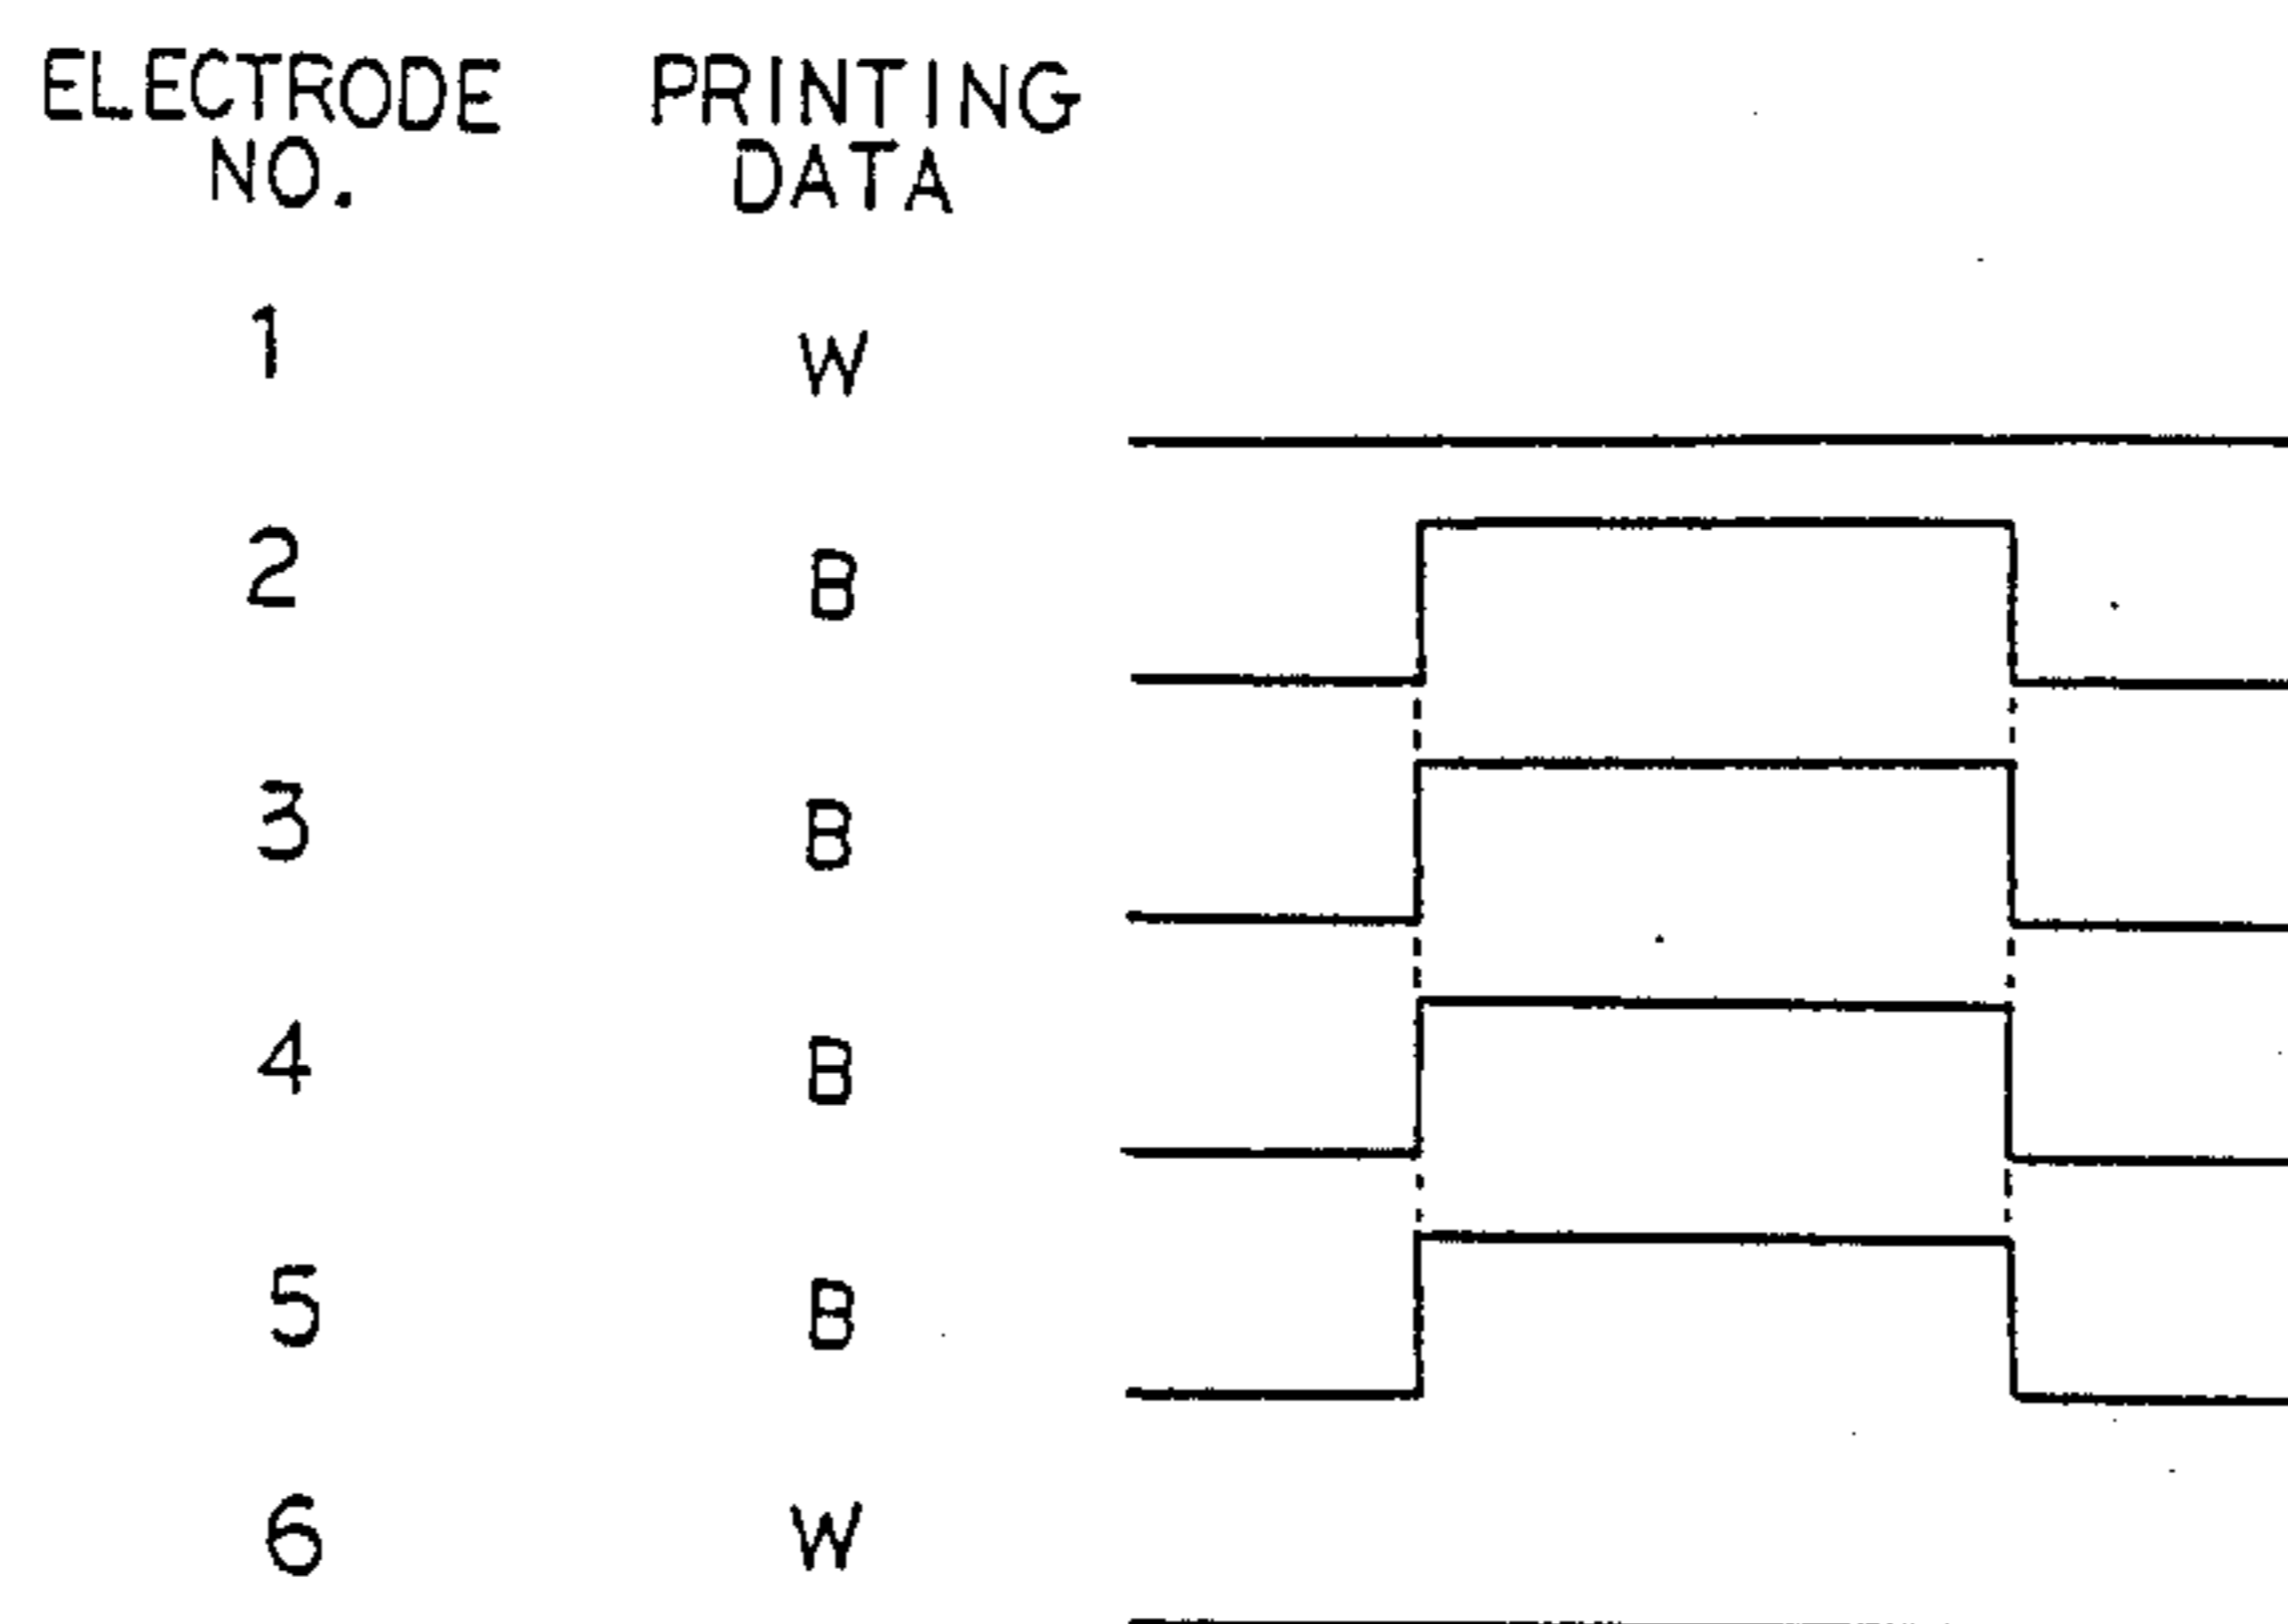 ELECTRODE NO. PRINTING DATA
1 W
2 B
3 B
4 B
5 B
6 W